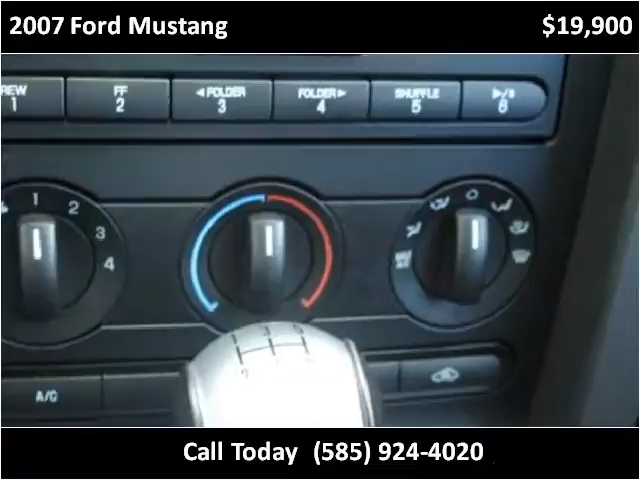 2007 Ford Mustang $19,900
REW FF ◄ FOLDER FOLDER ► SHUFFLE ►/II
1 2 3 4 5 6
1 2 3 4
A/C
Call Today (585) 924-4020